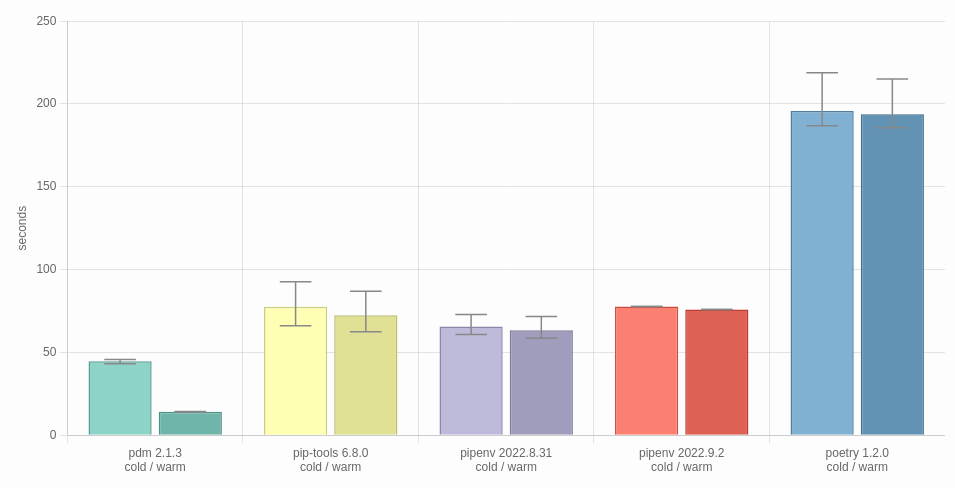 250
200
150
100
50
0
seconds
pdm 2.1.3
cold / warm
pip-tools 6.8.0
cold / warm
pipenv 2022.8.31
cold / warm
pipenv 2022.9.2
cold / warm
poetry 1.2.0
cold / warm